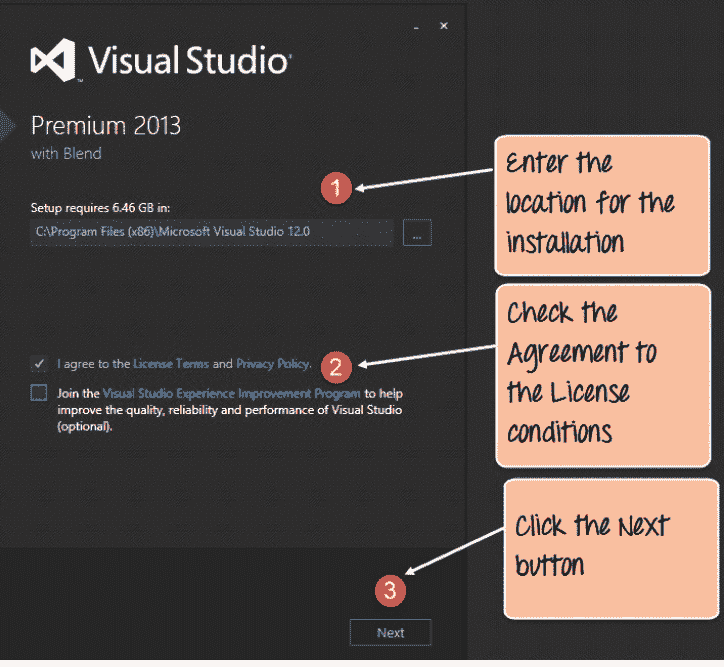 Visual Studio
Premium 2013
with Blend
1
Setup requires 6.46 GB in:
C:\Program Files (x86)\Microsoft Visual Studio 12.0
...
✓ I agree to the License Terms and Privacy Policy.
2
Join the Visual Studio Experience Improvement Program to help
improve the quality, reliability and performance of Visual Studio
(optional).
3
Next
Enter the
location for the
installation
Check the
Agreement to
the License
conditions
Click the Next
button